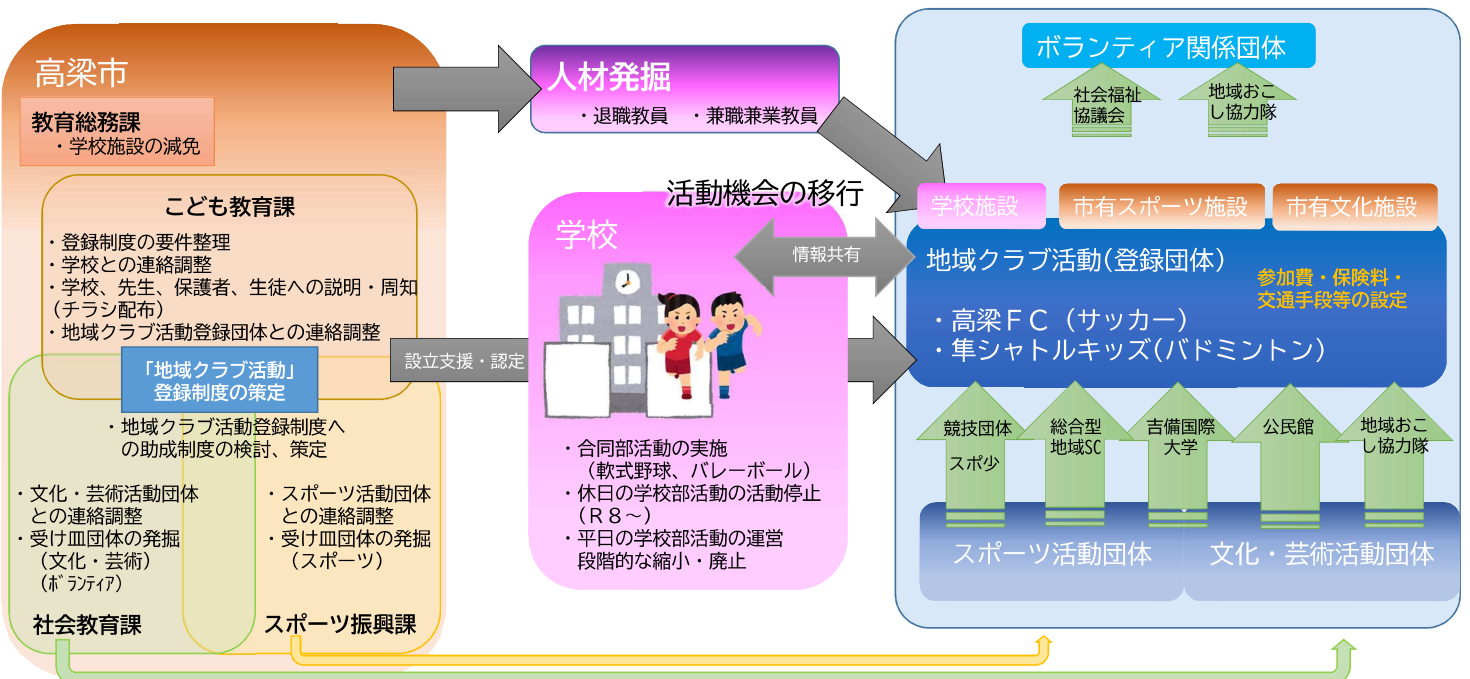 高梁市
教育総務課
・学校施設の減免
こども教育課
・登録制度の要件整理
・学校との連絡調整
・学校、先生、保護者、生徒への説明・周知
（チラシ配布）
・地域クラブ活動登録団体との連絡調整
「地域クラブ活動」
登録制度の策定
・地域クラブ活動登録制度へ
の助成制度の検討、策定
・文化・芸術活動団体
との連絡調整
・受け皿団体の発掘
（文化・芸術）
（ﾎﾞﾗﾝﾃｨｱ）
社会教育課
・スポーツ活動団体
との連絡調整
・受け皿団体の発掘
（スポーツ）
スポーツ振興課
人材発掘
・退職教員　・兼職兼業教員
活動機会の移行
学校
情報共有
設立支援・認定
・合同部活動の実施
（軟式野球、バレーボール）
・休日の学校部活動の活動停止
（Ｒ８～）
・平日の学校部活動の運営
段階的な縮小・廃止
ボランティア関係団体
社会福祉
協議会
地域おこ
し協力隊
学校施設
市有スポーツ施設
市有文化施設
地域クラブ活動(登録団体)
参加費・保険料・
交通手段等の設定
・高梁ＦＣ（サッカー）
・隼シャトルキッズ(バドミントン)
競技団体
スポ少
総合型
地域SC
吉備国際
大学
公民館
地域おこ
し協力隊
スポーツ活動団体
文化・芸術活動団体